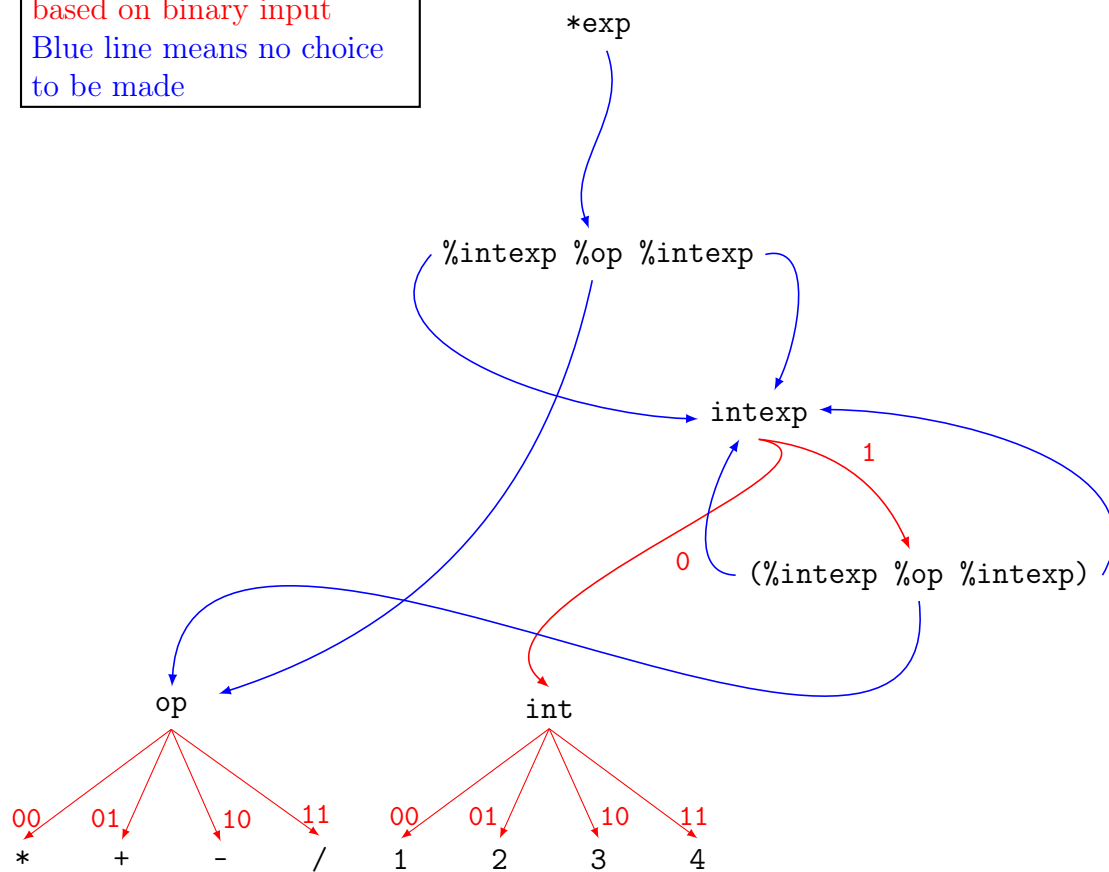 based on binary input
Blue line means no choice
to be made
*exp
%intexp %op %intexp
intexp
1
0
(%intexp %op %intexp)
op
int
00 01 10 11 00 01 10 11
* + - / 1 2 3 4